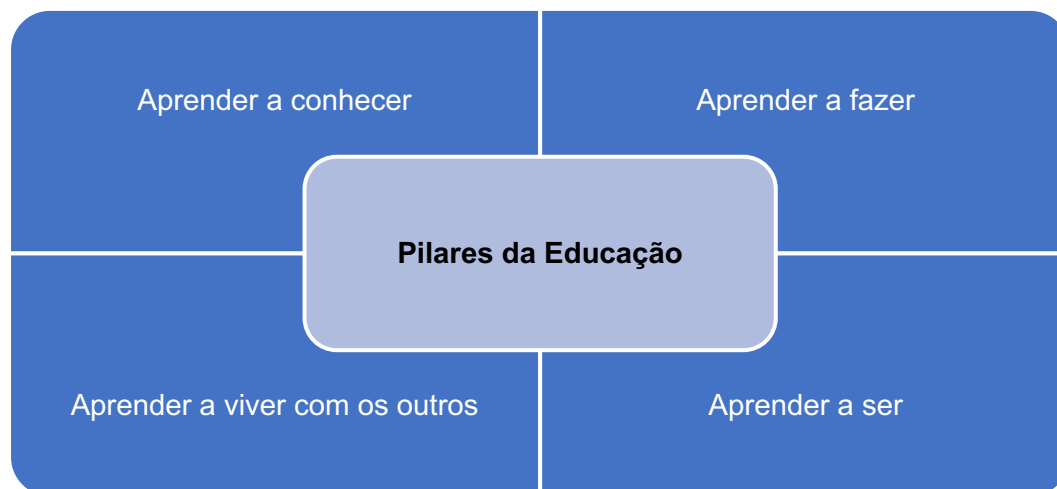 Aprender a conhecer
Aprender a fazer
Pilares da Educação
Aprender a viver com os outros
Aprender a ser